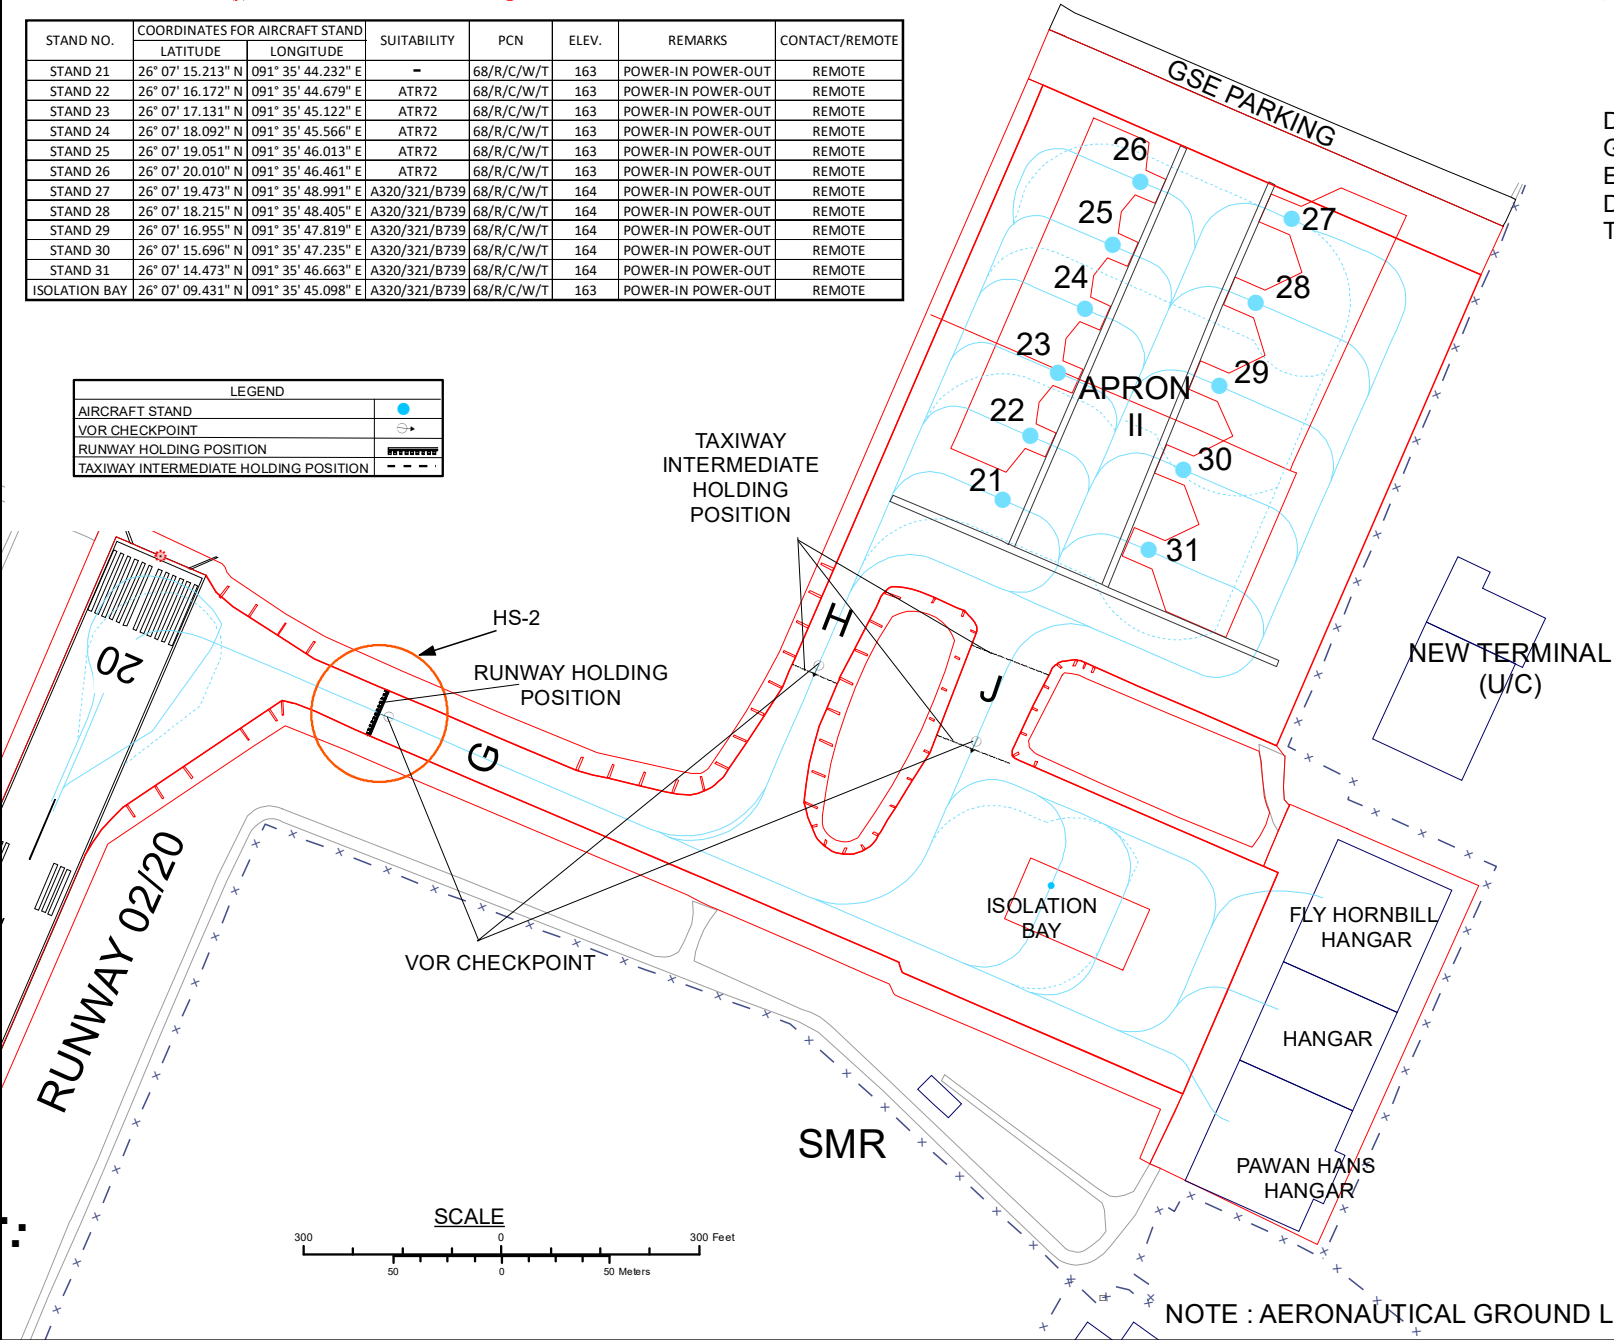 STAND NO. COORDINATES FOR AIRCRAFT STAND SUITABILITY PCN ELEV. REMARKS CONTACT/REMOTE
LATITUDE LONGITUDE
STAND 21 26° 07' 15.213" N 091° 35' 44.232" E - 68/R/C/W/T 163 POWER-IN POWER-OUT REMOTE
STAND 22 26° 07' 16.172" N 091° 35' 44.679" E ATR72 68/R/C/W/T 163 POWER-IN POWER-OUT REMOTE
STAND 23 26° 07' 17.131" N 091° 35' 45.122" E ATR72 68/R/C/W/T 163 POWER-IN POWER-OUT REMOTE
STAND 24 26° 07' 18.092" N 091° 35' 45.566" E ATR72 68/R/C/W/T 163 POWER-IN POWER-OUT REMOTE
STAND 25 26° 07' 19.051" N 091° 35' 46.013" E ATR72 68/R/C/W/T 163 POWER-IN POWER-OUT REMOTE
STAND 26 26° 07' 20.010" N 091° 35' 46.461" E ATR72 68/R/C/W/T 163 POWER-IN POWER-OUT REMOTE
STAND 27 26° 07' 19.473" N 091° 35' 48.991" E A320/321/B739 68/R/C/W/T 164 POWER-IN POWER-OUT REMOTE
STAND 28 26° 07' 18.215" N 091° 35' 48.405" E A320/321/B739 68/R/C/W/T 164 POWER-IN POWER-OUT REMOTE
STAND 29 26° 07' 16.955" N 091° 35' 47.819" E A320/321/B739 68/R/C/W/T 164 POWER-IN POWER-OUT REMOTE
STAND 30 26° 07' 15.696" N 091° 35' 47.235" E A320/321/B739 68/R/C/W/T 164 POWER-IN POWER-OUT REMOTE
STAND 31 26° 07' 14.473" N 091° 35' 46.663" E A320/321/B739 68/R/C/W/T 164 POWER-IN POWER-OUT REMOTE
ISOLATION BAY 26° 07' 09.431" N 091° 35' 45.098" E A320/321/B739 68/R/C/W/T 163 POWER-IN POWER-OUT REMOTE
LEGEND
AIRCRAFT STAND
VOR CHECKPOINT
RUNWAY HOLDING POSITION
TAXIWAY INTERMEDIATE HOLDING POSITION
GSE PARKING
D
G
E
D
T
26
25
24
23
22
21
27
28
29
30
31
APRON
II
TAXIWAY
INTERMEDIATE
HOLDING
POSITION
HS-2
RUNWAY HOLDING
POSITION
20
G
H
J
NEW TERMINAL
(U/C)
RUNWAY 02/20
VOR CHECKPOINT
ISOLATION
BAY
FLY HORNBILL
HANGAR
HANGAR
PAWAN HANS
HANGAR
SMR
SCALE
300 0 300 Feet
50 0 50 Meters
NOTE : AERONAUTICAL GROUND L